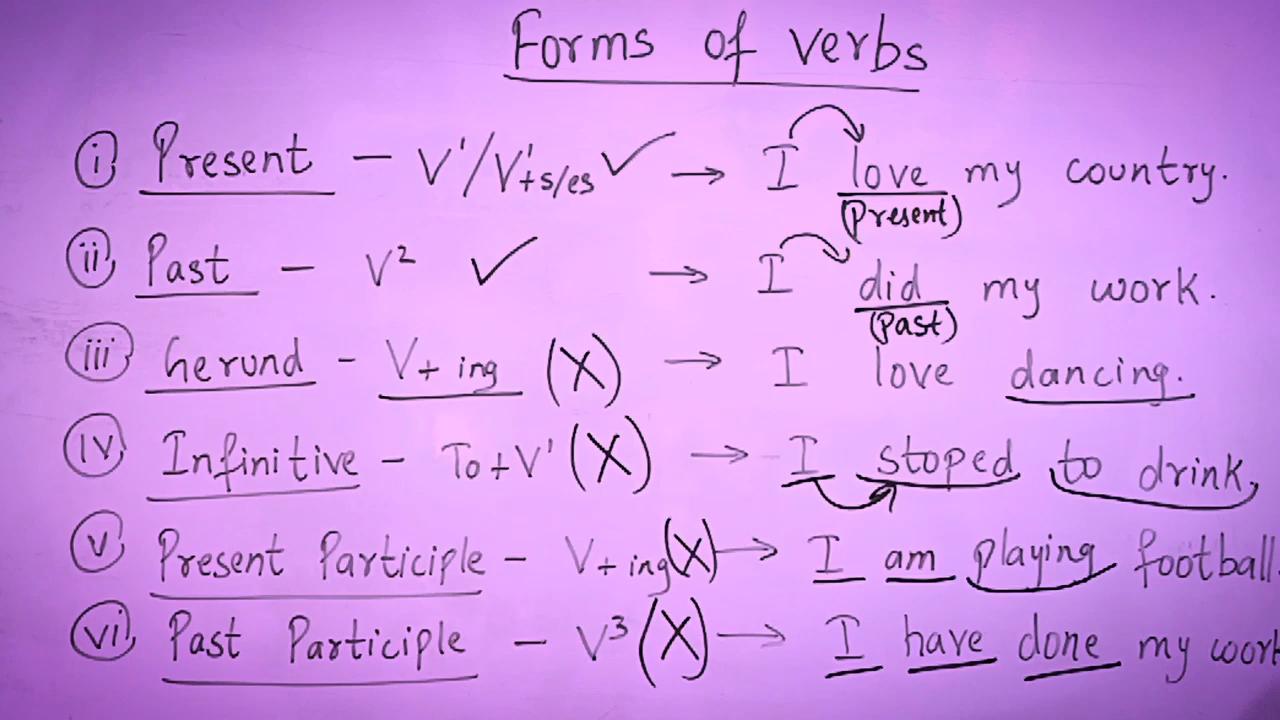 Forms of verbs
(i) Present - V¹/V¹+s/es ✓ → I love my country.
(Present)
(ii) Past - V² ✓ → I did my work.
(Past)
(iii) Gerund - V+ing (X) → I love dancing.
(iv) Infinitive - To+V¹ (X) → I stoped to drink,
(v) Present Participle - V+ing (X) → I am playing football.
(vi) Past Participle - V³ (X) → I have done my work